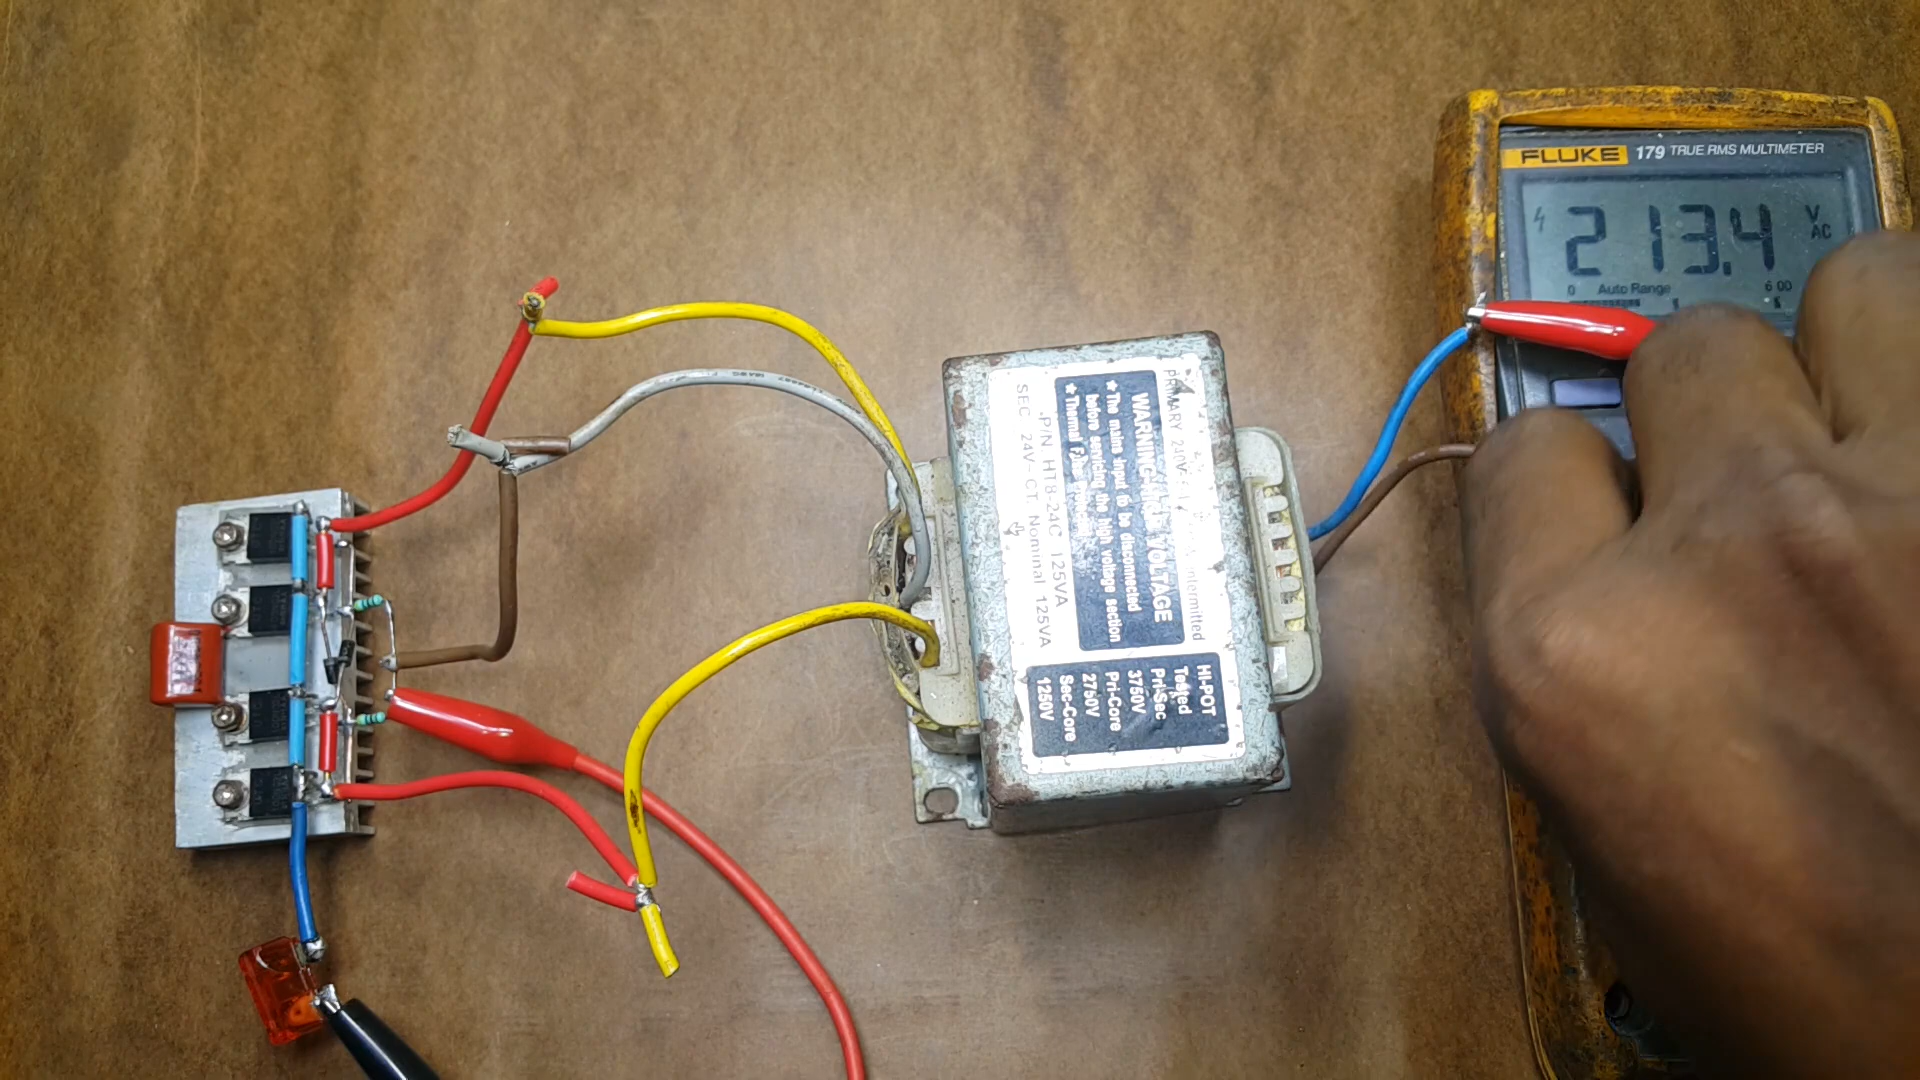 FLUKE 179 TRUE RMS MULTIMETER
213.4 V AC
0 Auto Range 600
PRIMARY 240V
WARNING: HIGH VOLTAGE
★ The mains input to be disconnected
before servicing the high voltage section
★ Thermal
P/N. HT8-24C 125VA
SEC 24V-CT Nominal 125VA
HI-POT
Tested
Pri-Sec
3750V
Pri-Core
2750V
Sec-Core
1250V